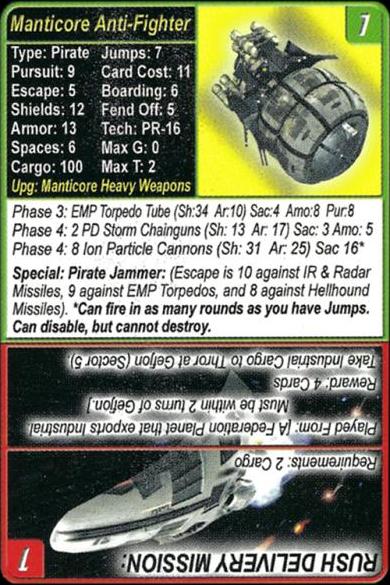 Manticore Anti-Fighter
1
Type: Pirate Jumps: 7
Pursuit: 9 Card Cost: 11
Escape: 5 Boarding: 6
Shields: 12 Fend Off: 5
Armor: 13 Tech: PR-16
Spaces: 6 Max G: 0
Cargo: 100 Max T: 2
Upg: Manticore Heavy Weapons
Phase 3: EMP Torpedo Tube (Sh:34 Ar:10) Sac:4 Amo:8 Pur:8
Phase 4: 2 PD Storm Chainguns (Sh: 13 Ar: 17) Sac: 3 Amo: 5
Phase 4: 8 Ion Particle Cannons (Sh: 31 Ar: 25) Sac 16*
Special: Pirate Jammer: (Escape is 10 against IR & Radar
Missiles, 9 against EMP Torpedos, and 8 against Hellhound
Missiles). *Can fire in as many rounds as you have Jumps.
Can disable, but cannot destroy.
RUSH DELIVERY MISSION:
1
Requirements: 2 Cargo
Played From: [A Federation Planet that exports Industrial
Must be within 2 turns of Gefjon.]
Reward: 4 Cards
Take Industrial Cargo to Thror at Gefjon (Sector 5)